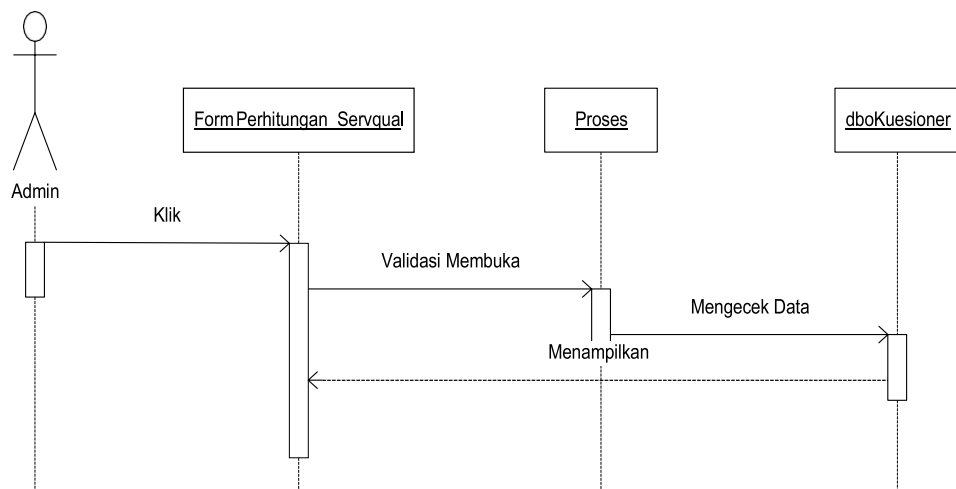 Form Perhitungan Servqual
Proses
dboKuesioner
Admin
Klik
Validasi Membuka
Mengecek Data
Menampilkan